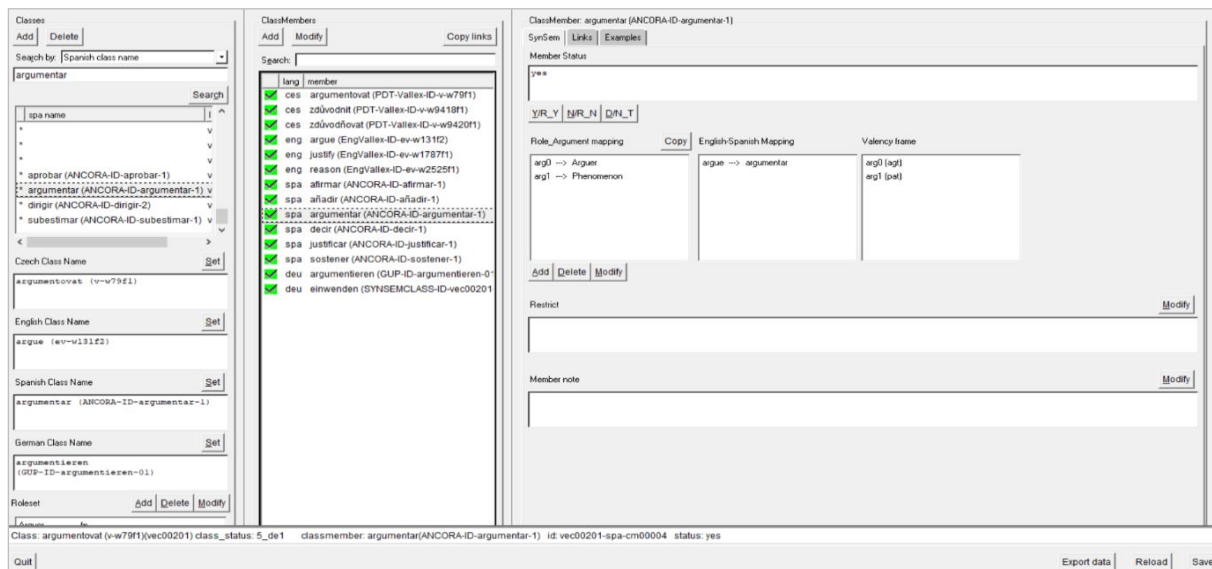 Classes
Add Delete
Search by: Spanish class name
argumentar
Search
spa name
* v
* v
* v
* v
* aprobar (ANCORA-ID-aprobar-1) v
* argumentar (ANCORA-ID-argumentar-1) v
* dirigir (ANCORA-ID-dirigir-2) v
* subestimar (ANCORA-ID-subestimar-1) v
Czech Class Name Set
argumentovat (v-w79f1)
English Class Name Set
argue (ev-w131f2)
Spanish Class Name Set
argumentar (ANCORA-ID-argumentar-1)
German Class Name Set
argumentieren
(GUP-ID-argumentieren-01)
Roleset Add Delete Modify
ClassMembers
Add Modify Copy links
Search:
lang member
ces argumentovat (PDT-Vallex-ID-v-w79f1)
ces zdůvodnit (PDT-Vallex-ID-v-w9418f1)
ces zdůvodňovat (PDT-Vallex-ID-v-w9420f1)
eng argue (EngVallex-ID-ev-w131f2)
eng justify (EngVallex-ID-ev-w1787f1)
eng reason (EngVallex-ID-ev-w2525f1)
spa afirmar (ANCORA-ID-afirmar-1)
spa añadir (ANCORA-ID-añadir-1)
spa argumentar (ANCORA-ID-argumentar-1)
spa decir (ANCORA-ID-decir-1)
spa justificar (ANCORA-ID-justificar-1)
spa sostener (ANCORA-ID-sostener-1)
deu argumentieren (GUP-ID-argumentieren-0
deu einwenden (SYNSEMCLASS-ID-vec00201
ClassMember: argumentar (ANCORA-ID-argumentar-1)
SynSem Links Examples
Member Status
yes
Y/R_Y N/R_N D/N_T
Role_Argument mapping Copy English-Spanish Mapping Valency frame
arg0 --> Arguer argue --> argumentar arg0 (agt)
arg1 --> Phenomenon arg1 (pat)
Add Delete Modify
Restrict Modify
Member note Modify
Class: argumentovat (v-w79f1)(vec00201) class_status: 5_de1 classmember: argumentar(ANCORA-ID-argumentar-1) id: vec00201-spa-cm00004 status: yes
Quit Export data Reload Save